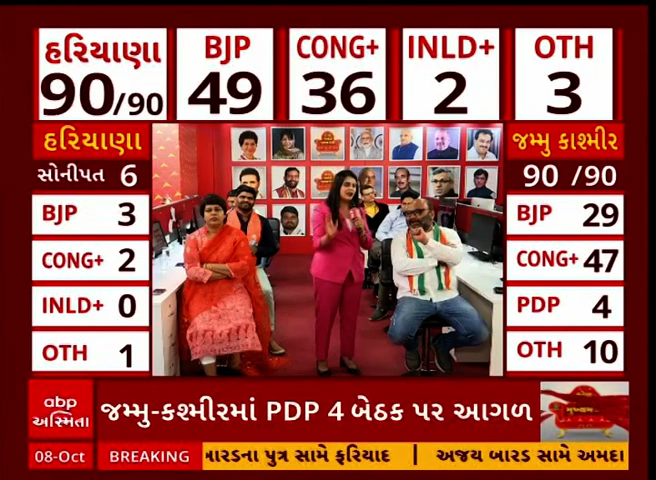 હરિયાણા
90/90
BJP
49
CONG+
36
INLD+
2
OTH
3
હરિયાણા
સોનીપત 6
BJP 3
CONG+ 2
INLD+ 0
OTH 1
જમ્મુ કાશ્મીર
90 /90
BJP 29
CONG+ 47
PDP 4
OTH 10
abp
અસ્મિતા
જમ્મુ-કશ્મીરમાં PDP 4 બેઠક પર આગળ
08-Oct
BREAKING
પુત્ર સામે ફરિયાદ | અજય બારડ સામે અમદા